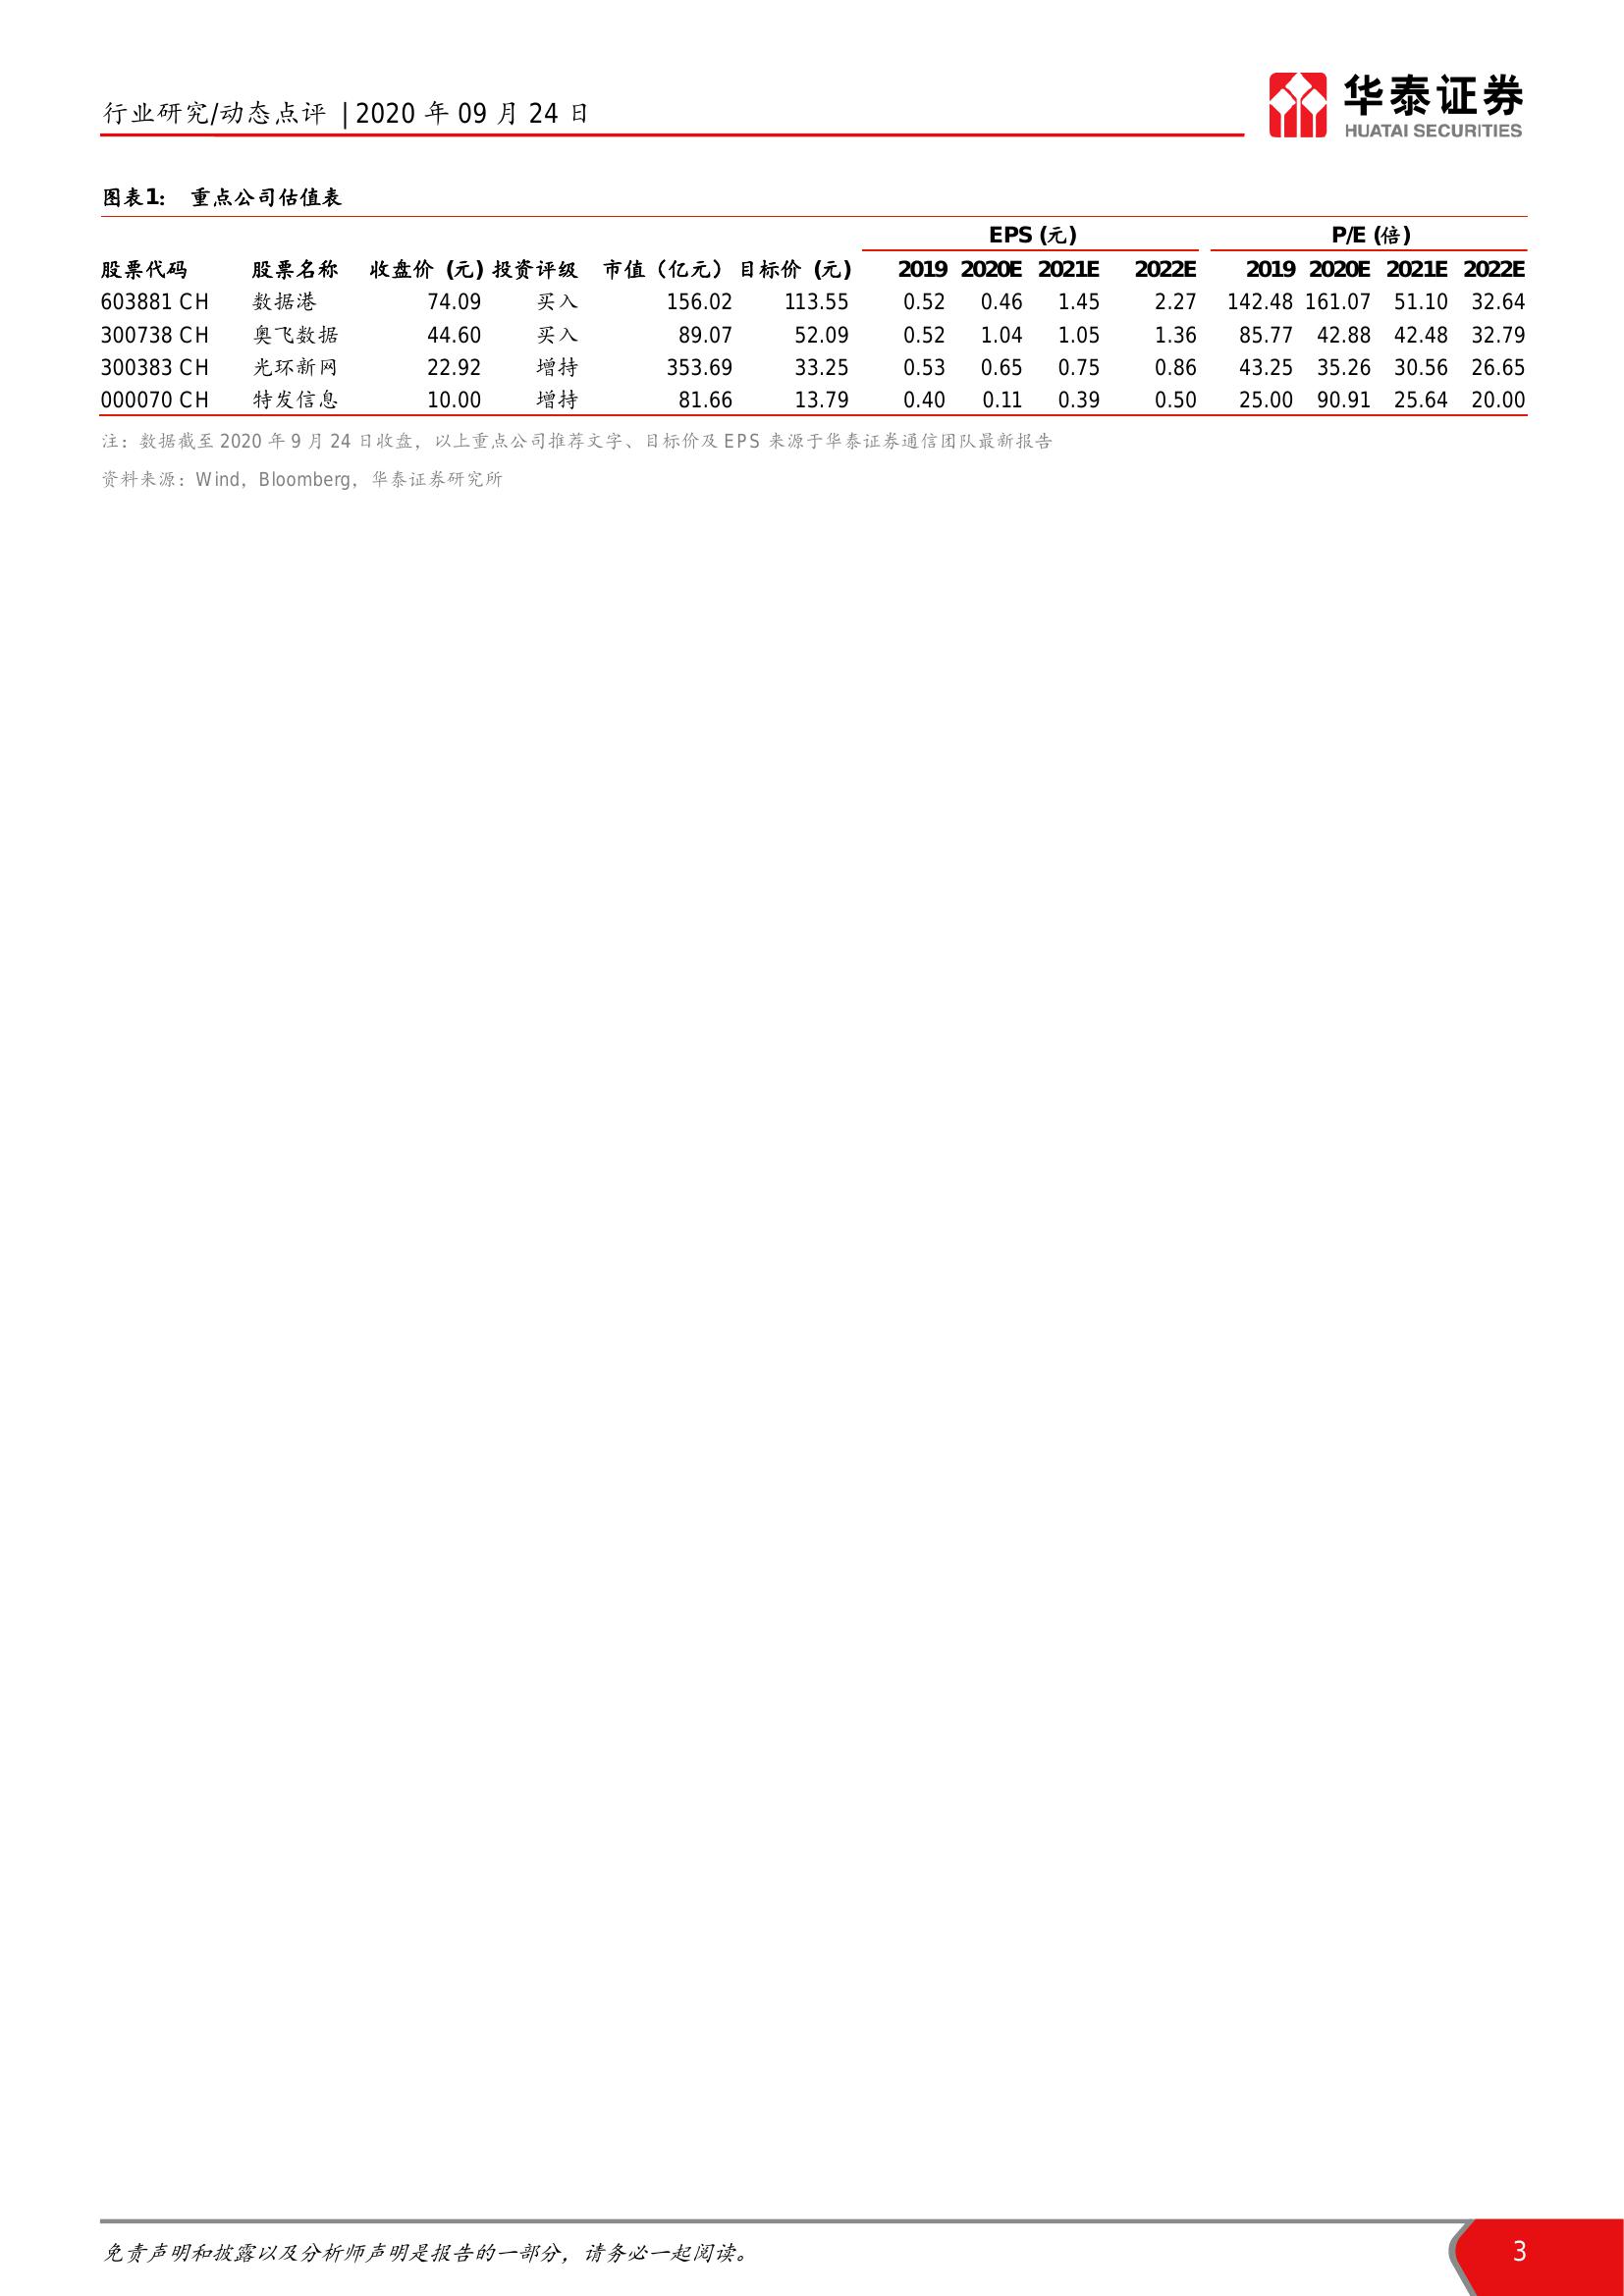 行业研究/动态点评 | 2020 年 09 月 24 日
华泰证券
HUATAI SECURITIES
图表1: 重点公司估值表
EPS (元) P/E (倍)
股票代码 股票名称 收盘价 (元) 投资评级 市值（亿元） 目标价 (元) 2019 2020E 2021E 2022E 2019 2020E 2021E 2022E
603881 CH 数据港 74.09 买入 156.02 113.55 0.52 0.46 1.45 2.27 142.48 161.07 51.10 32.64
300738 CH 奥飞数据 44.60 买入 89.07 52.09 0.52 1.04 1.05 1.36 85.77 42.88 42.48 32.79
300383 CH 光环新网 22.92 增持 353.69 33.25 0.53 0.65 0.75 0.86 43.25 35.26 30.56 26.65
000070 CH 特发信息 10.00 增持 81.66 13.79 0.40 0.11 0.39 0.50 25.00 90.91 25.64 20.00
注：数据截至 2020 年 9 月 24 日收盘，以上重点公司推荐文字、目标价及 EPS 来源于华泰证券通信团队最新报告
资料来源：Wind，Bloomberg，华泰证券研究所
免责声明和披露以及分析师声明是报告的一部分，请务必一起阅读。
3